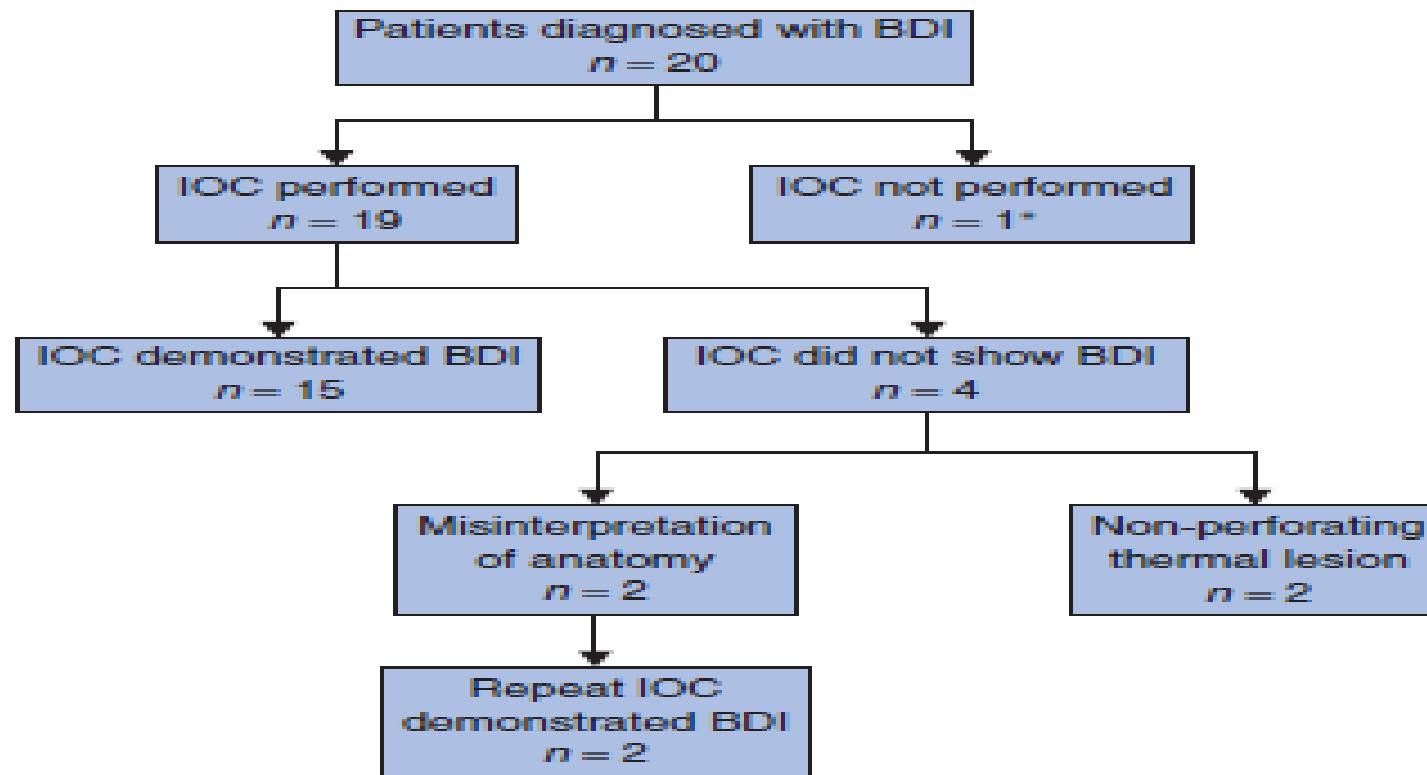 Patients diagnosed with BDI
n = 20
IOC performed
n = 19
IOC not performed
n = 1*
IOC demonstrated BDI
n = 15
IOC did not show BDI
n = 4
Misinterpretation
of anatomy
n = 2
Non-perforating
thermal lesion
n = 2
Repeat IOC
demonstrated BDI
n = 2